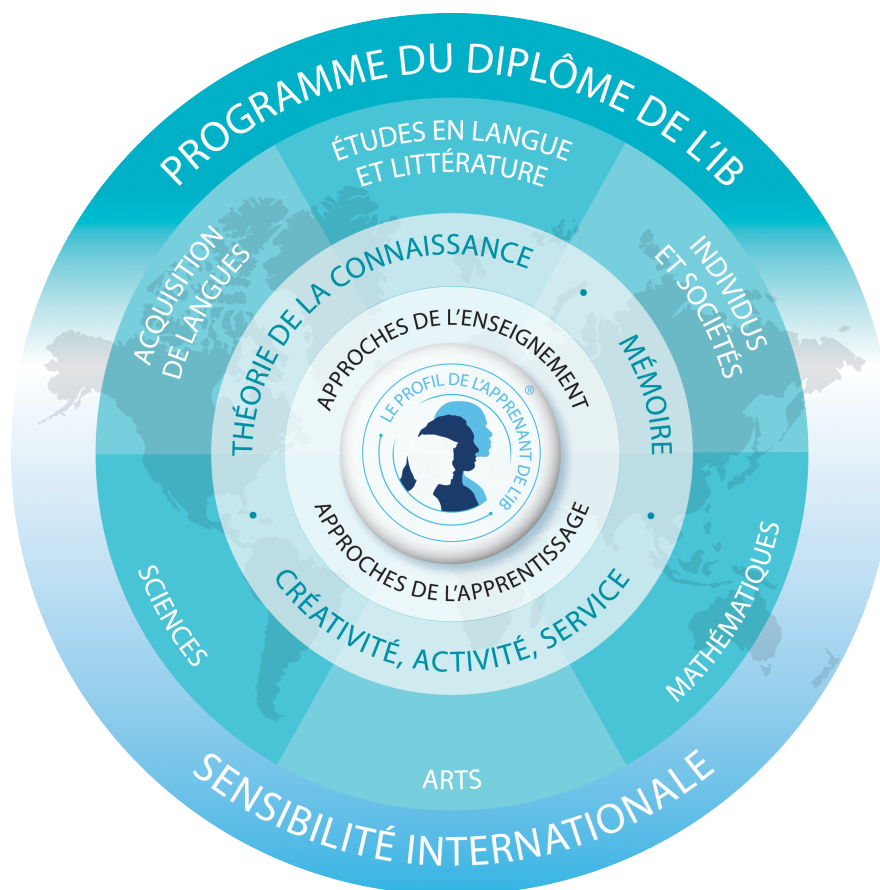 PROGRAMME DU DIPLÔME DE L'IB
ÉTUDES EN LANGUE
ET LITTÉRATURE
ACQUISITION
DE LANGUES
INDIVIDUS
ET SOCIÉTÉS
THÉORIE DE LA CONNAISSANCE
MÉMOIRE
APPROCHES DE L'ENSEIGNEMENT
LE PROFIL DE L'APPRENANT DE L'IB
®
APPROCHES DE L'APPRENTISSAGE
CRÉATIVITÉ, ACTIVITÉ, SERVICE
SCIENCES
MATHÉMATIQUES
ARTS
SENSIBILITÉ INTERNATIONALE